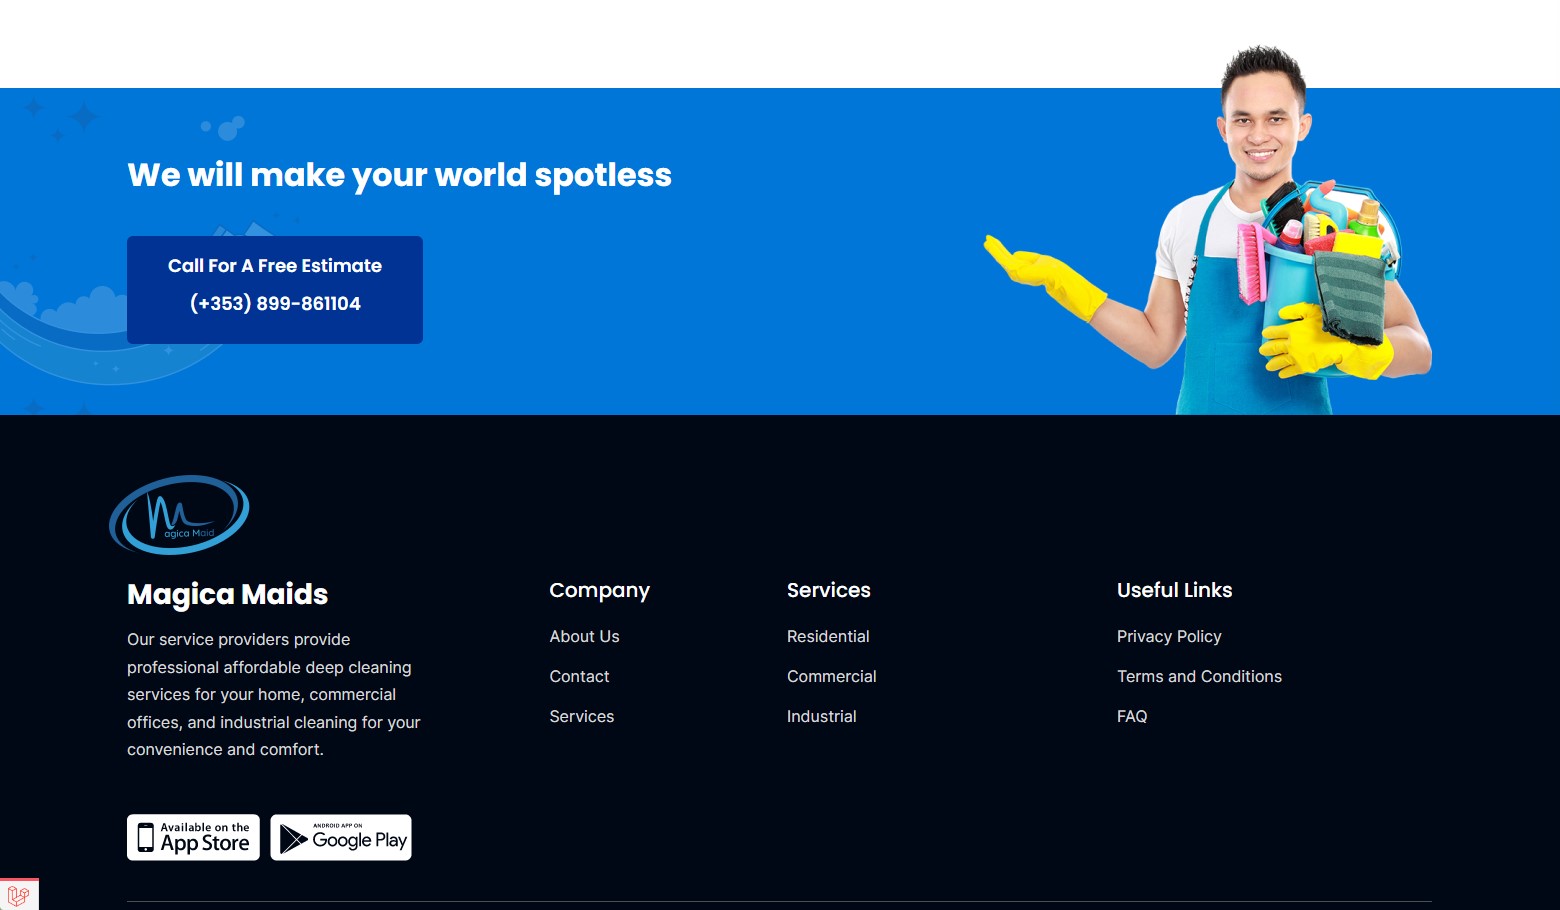 We will make your world spotless
Call For A Free Estimate
(+353) 899-861104
agica Maid
Magica Maids
Our service providers provide
professional affordable deep cleaning
services for your home, commercial
offices, and industrial cleaning for your
convenience and comfort.
Available on the
App Store
ANDROID APP ON
Google Play
Company
About Us
Contact
Services
Services
Residential
Commercial
Industrial
Useful Links
Privacy Policy
Terms and Conditions
FAQ